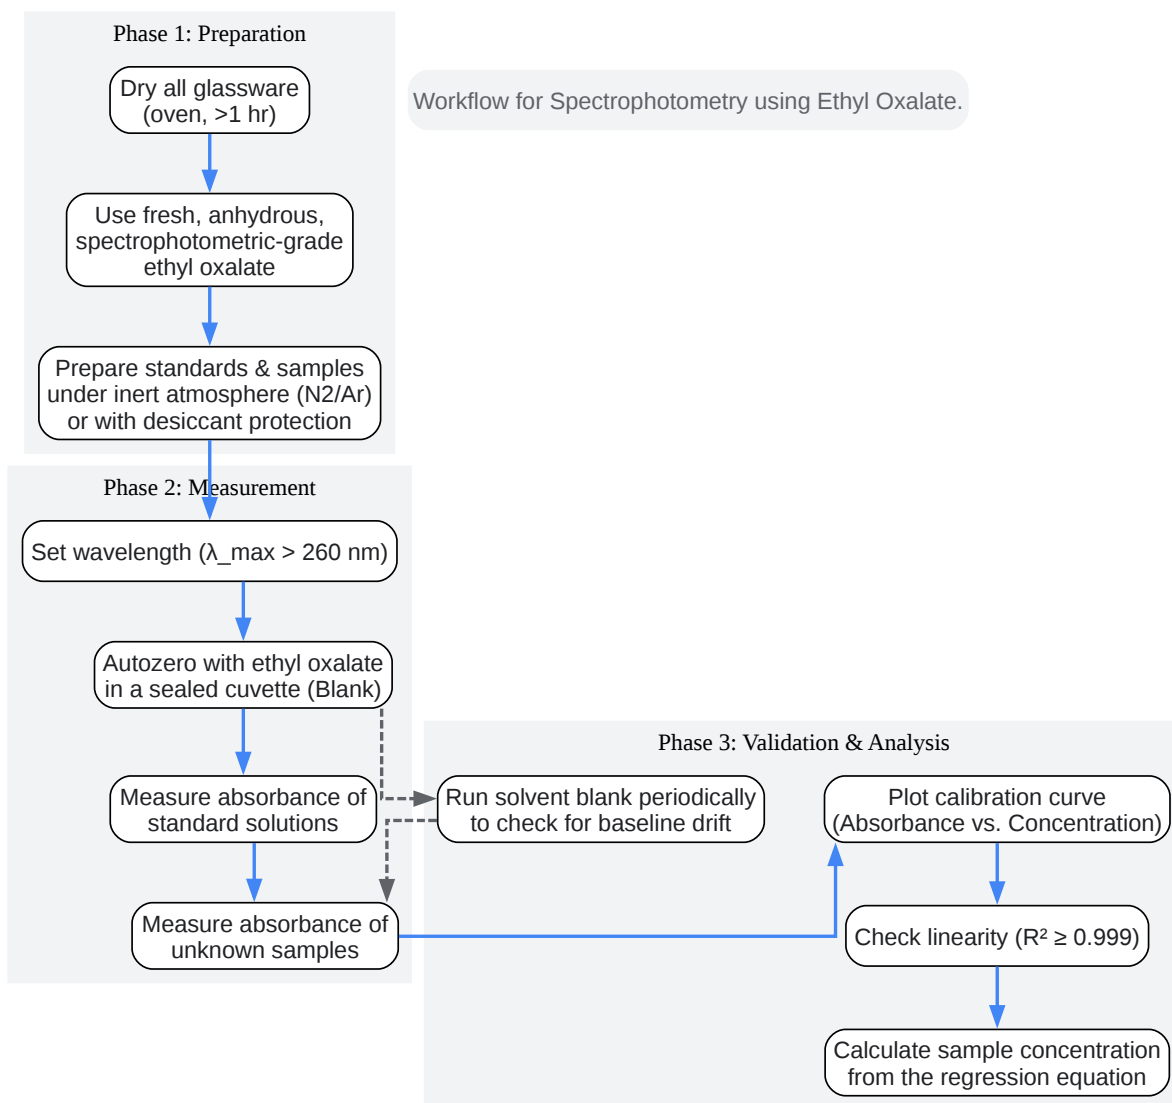 Phase 1: Preparation
Dry all glassware
(oven, >1 hr)
Workflow for Spectrophotometry using Ethyl Oxalate.
Use fresh, anhydrous,
spectrophotometric-grade
ethyl oxalate
Prepare standards & samples
under inert atmosphere (N2/Ar)
or with desiccant protection
Phase 2: Measurement
Set wavelength (λ_max > 260 nm)
Autozero with ethyl oxalate
in a sealed cuvette (Blank)
Measure absorbance of
standard solutions
Measure absorbance of
unknown samples
Phase 3: Validation & Analysis
Run solvent blank periodically
to check for baseline drift
Plot calibration curve
(Absorbance vs. Concentration)
Check linearity (R² ≥ 0.999)
Calculate sample concentration
from the regression equation